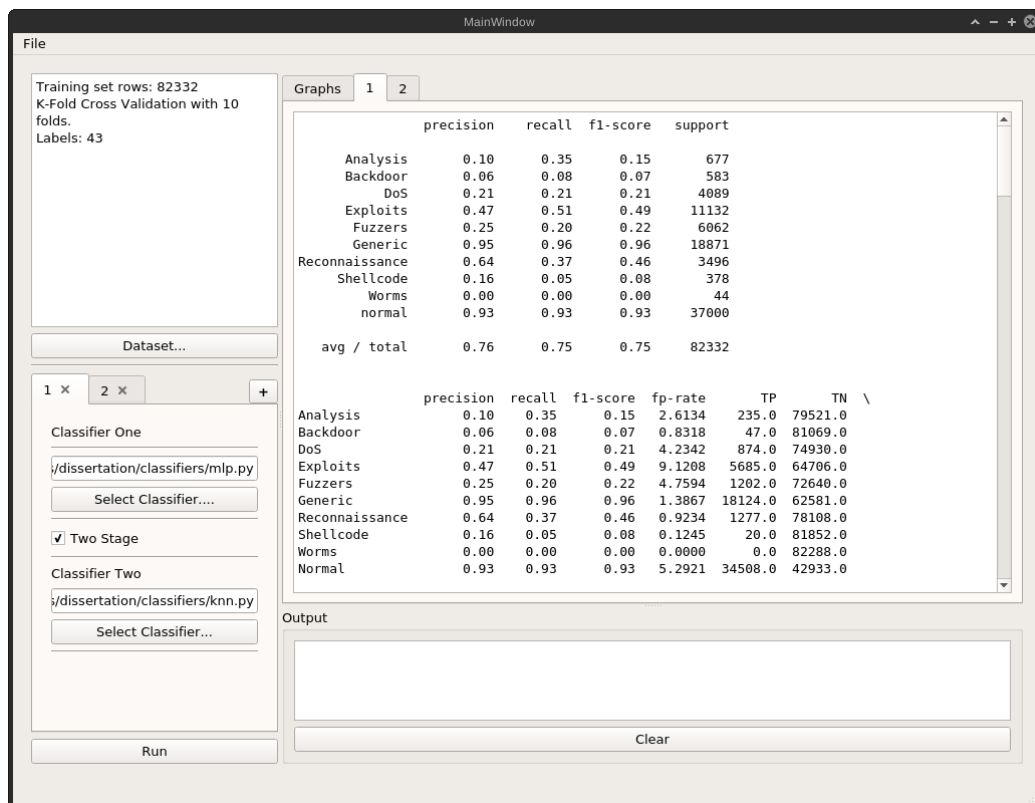 MainWindow
File
Training set rows: 82332
K-Fold Cross Validation with 10
folds.
Labels: 43
Dataset...
1 2 +
Classifier One
s/dissertation/classifiers/mlp.py
Select Classifier....
Two Stage
Classifier Two
s/dissertation/classifiers/knn.py
Select Classifier...
Run
Graphs 1 2
precision recall f1-score support
Analysis 0.10 0.35 0.15 677
Backdoor 0.06 0.08 0.07 583
DoS 0.21 0.21 0.21 4089
Exploits 0.47 0.51 0.49 11132
Fuzzers 0.25 0.20 0.22 6062
Generic 0.95 0.96 0.96 18871
Reconnaissance 0.64 0.37 0.46 3496
Shellcode 0.16 0.05 0.08 378
Worms 0.00 0.00 0.00 44
normal 0.93 0.93 0.93 37000
avg / total 0.76 0.75 0.75 82332
precision recall f1-score fp-rate TP TN \
Analysis 0.10 0.35 0.15 2.6134 235.0 79521.0
Backdoor 0.06 0.08 0.07 0.8318 47.0 81069.0
DoS 0.21 0.21 0.21 4.2342 874.0 74930.0
Exploits 0.47 0.51 0.49 9.1208 5685.0 64706.0
Fuzzers 0.25 0.20 0.22 4.7594 1202.0 72640.0
Generic 0.95 0.96 0.96 1.3867 18124.0 62581.0
Reconnaissance 0.64 0.37 0.46 0.9234 1277.0 78108.0
Shellcode 0.16 0.05 0.08 0.1245 20.0 81852.0
Worms 0.00 0.00 0.00 0.0000 0.0 82288.0
Normal 0.93 0.93 0.93 5.2921 34508.0 42933.0
Output
Clear